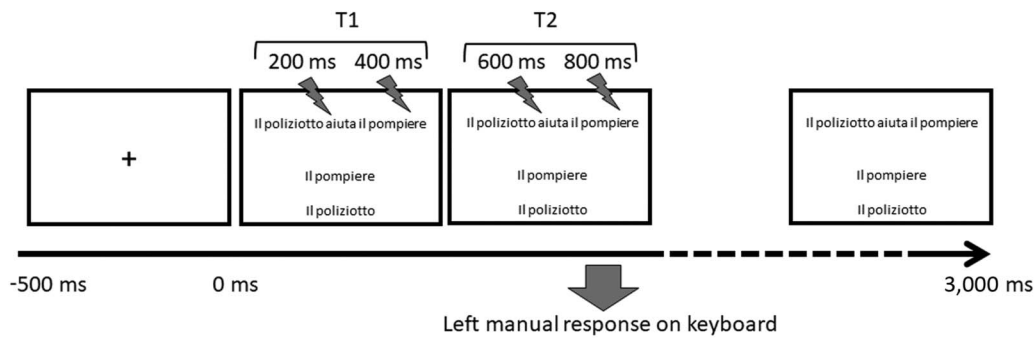 T1 T2
200 ms 400 ms 600 ms 800 ms
+
Il poliziotto aiuta il pompiere
Il pompiere
Il poliziotto
Il poliziotto aiuta il pompiere
Il pompiere
Il poliziotto
Il poliziotto aiuta il pompiere
Il pompiere
Il poliziotto
-500 ms 0 ms 3,000 ms
Left manual response on keyboard